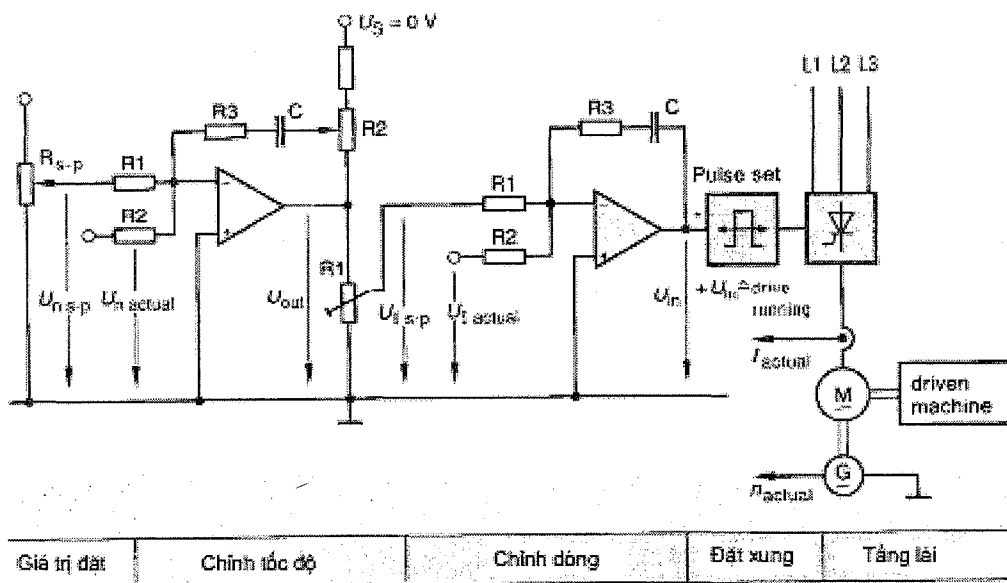 U_S = 0 V
L1 L2 L3
R3
C
R2
R_s-p
R1
R2
U_n s-p
U_n actual
U_out
R1
U_I s-p
R1
R2
U_I actual
R3
C
U_in
Pulse set
-
+ U_in ≙ drive
running
I_actual
M
driven
machine
G
n_actual
Giá trị đặt
Chỉnh tốc độ
Chỉnh dòng
Đặt xung
Tầng lái